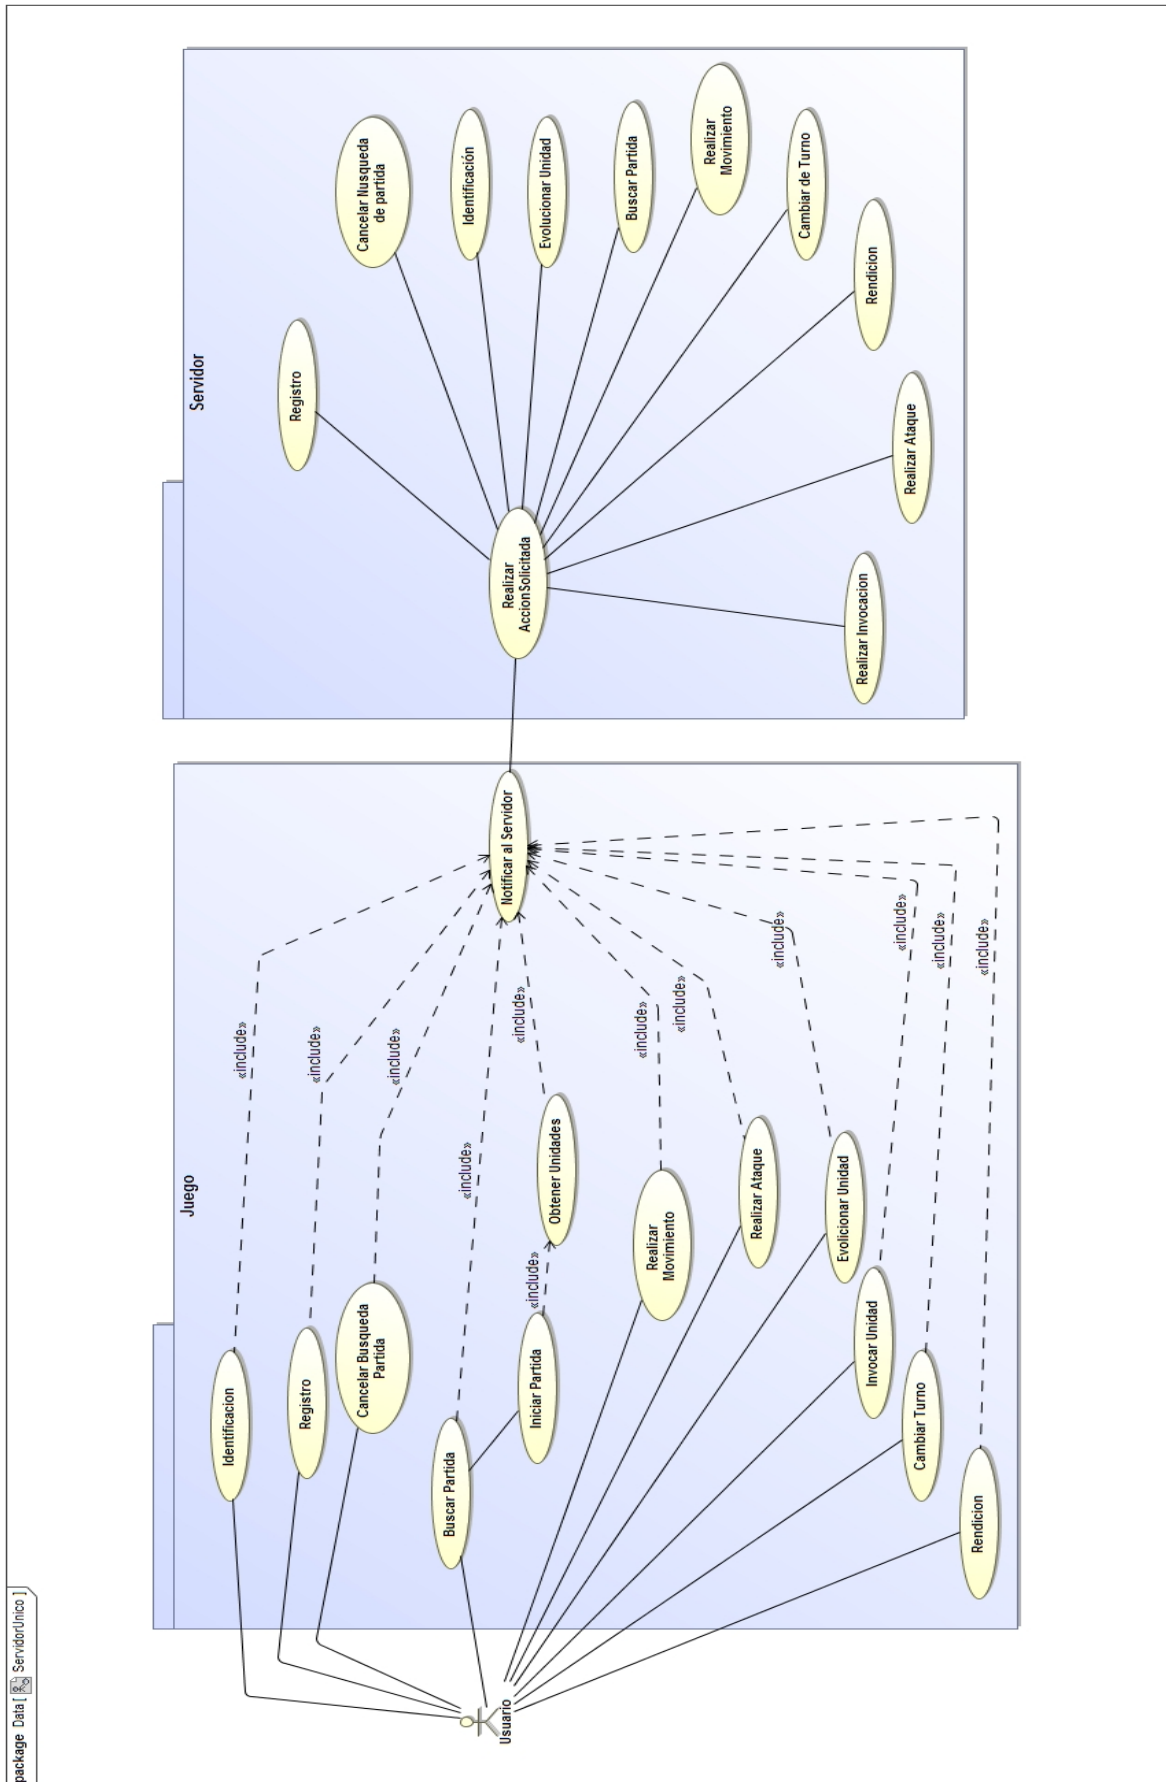 package Data[ ServidorUnico ]
Usuario
Juego
Identificacion
Registro
Cancelar Busqueda
Partida
Buscar Partida
Iniciar Partida
Obtener Unidades
Realizar
Movimiento
Realizar Ataque
Evolicionar Unidad
Invocar Unidad
Cambiar Turno
Rendicion
«include»
«include»
«include»
«include»
«include»
«include»
«include»
«include»
«include»
«include»
«include»
«include»
Notificar al Servidor
Servidor
Realizar
AccionSolicitada
Registro
Cancelar Nusqueda
de partida
Identificación
Evolucionar Unidad
Buscar Partida
Realizar
Movimiento
Cambiar de Turno
Rendicion
Realizar Ataque
Realizar Invocacion